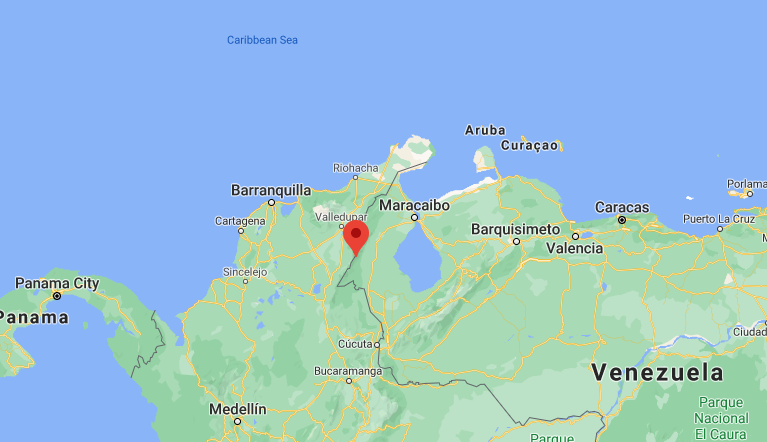 Caribbean Sea
Aruba
Curaçao
Riohacha
Porlama
Barranquilla
Maracaibo
Caracas
Cartagena
Valledupar
Puerto La Cruz
Barquisimeto
Valencia
Sincelejo
Panama City
Panama
Cúcuta
Ciudad
Bucaramanga
Venezuela
Medellín
Parque
Nacional
El Caura
Parque